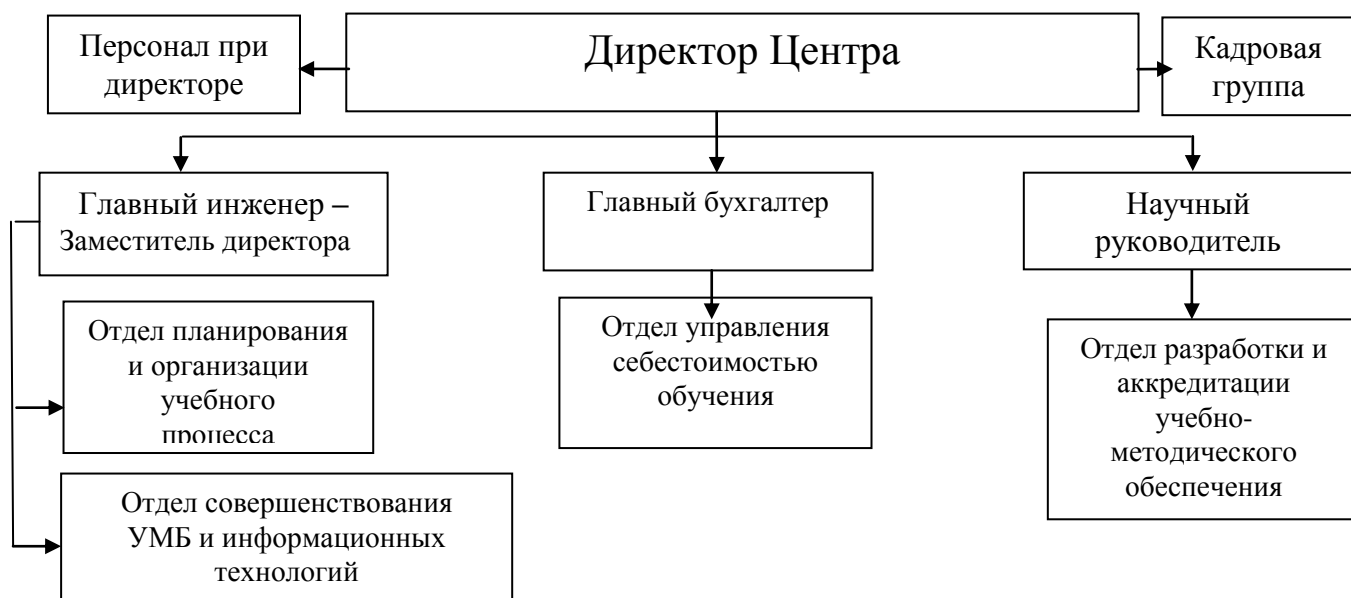 Персонал при
директоре
Директор Центра
Кадровая
группа
Главный инженер –
Заместитель директора
Главный бухгалтер
Научный
руководитель
Отдел планирования
и организации
учебного
процесса
Отдел управления
себестоимостью
обучения
Отдел разработки и
аккредитации
учебно-
методического
обеспечения
Отдел совершенствования
УМБ и информационных
технологий